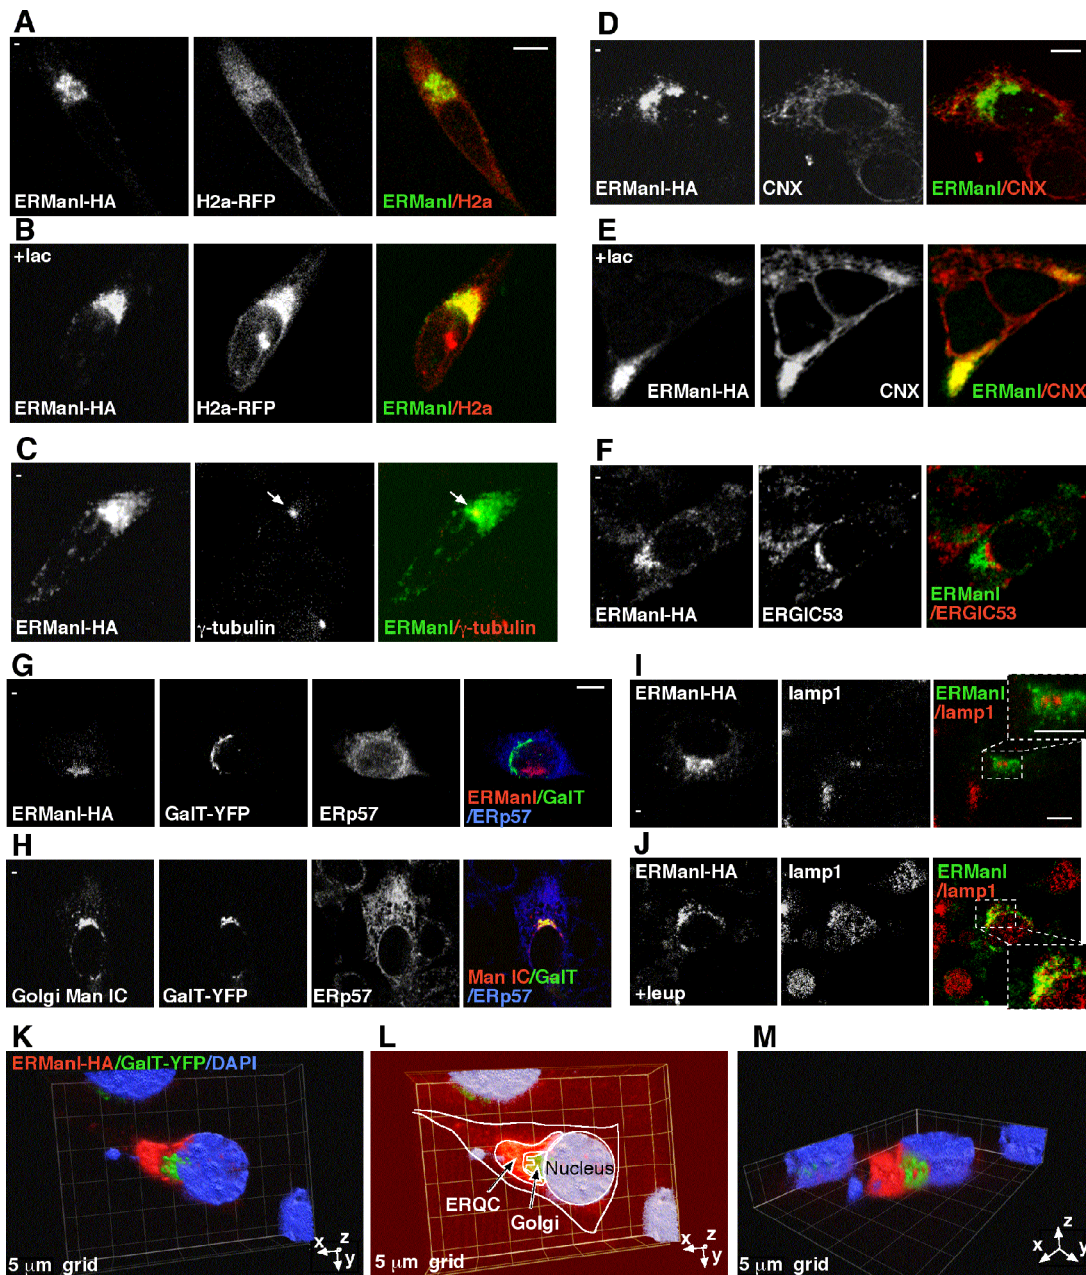 A
-
ERManI-HA
H2a-RFP
ERManI/H2a
B
+lac
ERManI-HA
H2a-RFP
ERManI/H2a
C
-
ERManI-HA
γ-tubulin
ERManI/γ-tubulin
D
-
ERManI-HA
CNX
ERManI/CNX
E
+lac
ERManI-HA
CNX
ERManI/CNX
F
-
ERManI-HA
ERGIC53
ERManI
/ERGIC53
G
-
ERManI-HA
GalT-YFP
ERp57
ERManI/GalT
/ERp57
H
-
Golgi Man IC
GalT-YFP
ERp57
Man IC/GalT
/ERp57
I
ERManI-HA
-
lamp1
ERManI
/lamp1
J
ERManI-HA
+leup
lamp1
ERManI
/lamp1
K
ERManI-HA/GalT-YFP/DAPI
5 μm grid
x
z
y
L
Nucleus
ERQC
Golgi
5 μm grid
x
z
y
M
5 μm grid
z
x
y